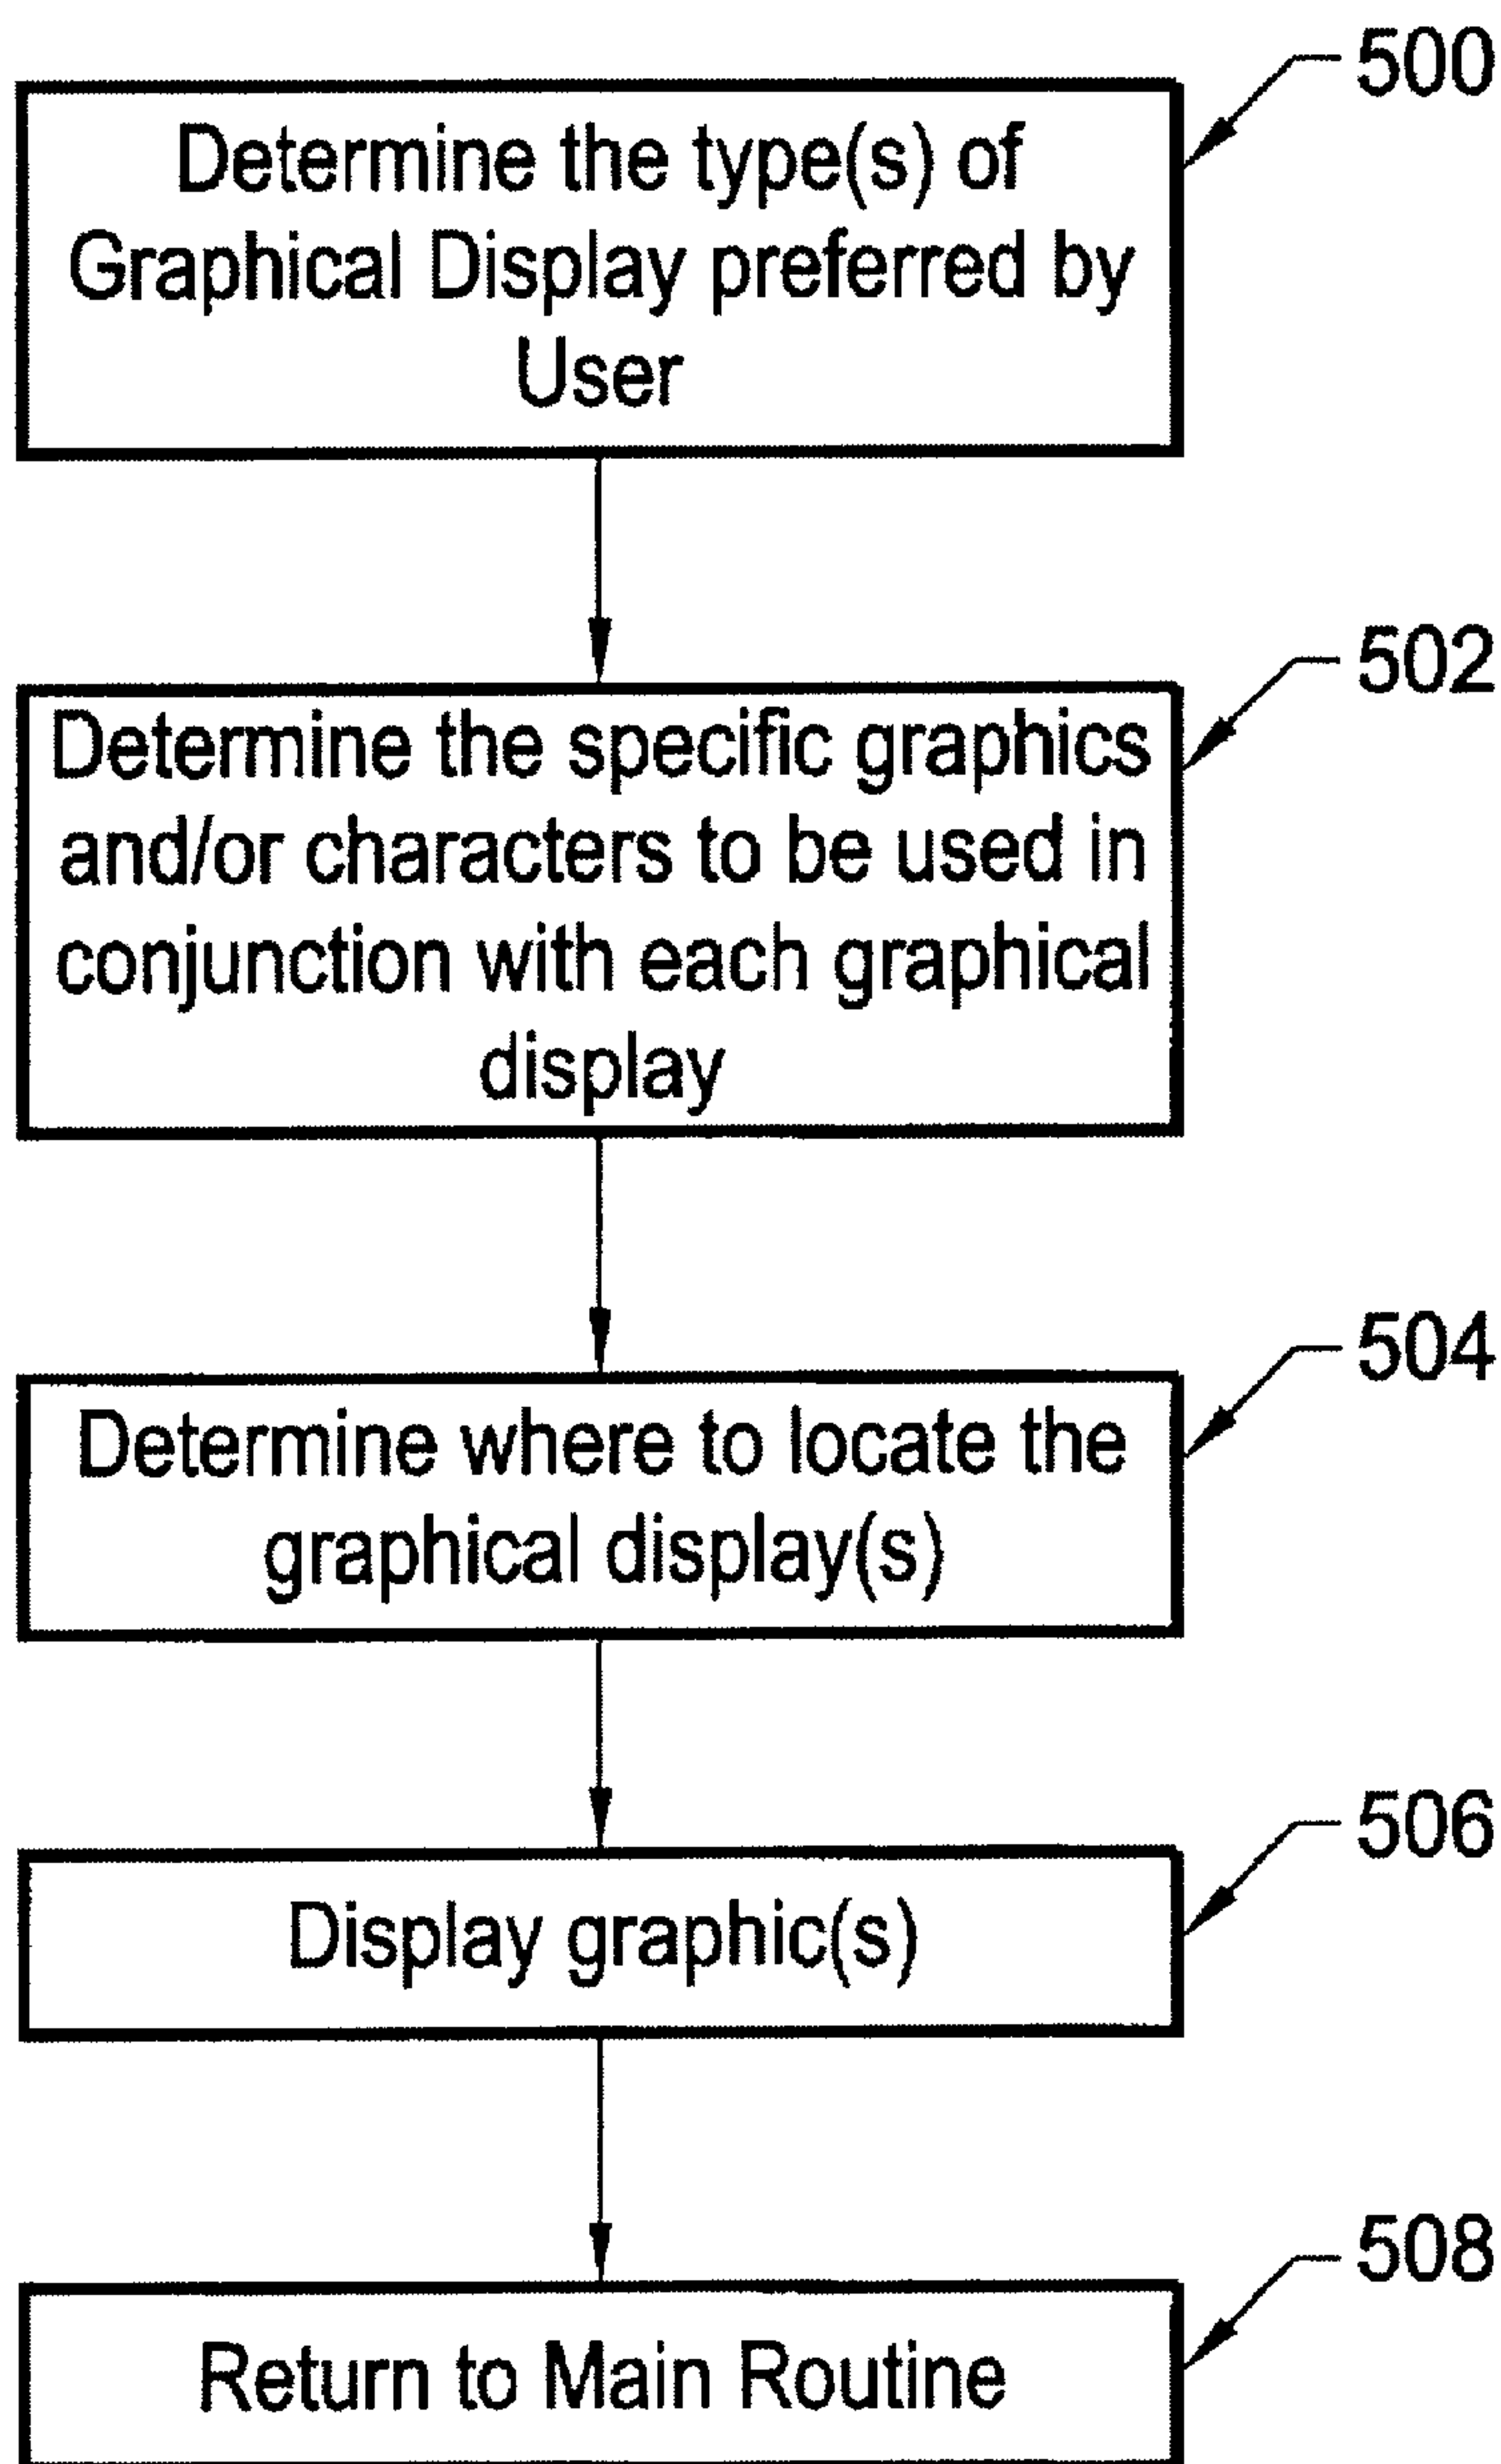 500
Determine the type(s) of
Graphical Display preferred by
User
502
Determine the specific graphics
and/or characters to be used in
conjunction with each graphical
display
504
Determine where to locate the
graphical display(s)
506
Display graphic(s)
508
Return to Main Routine